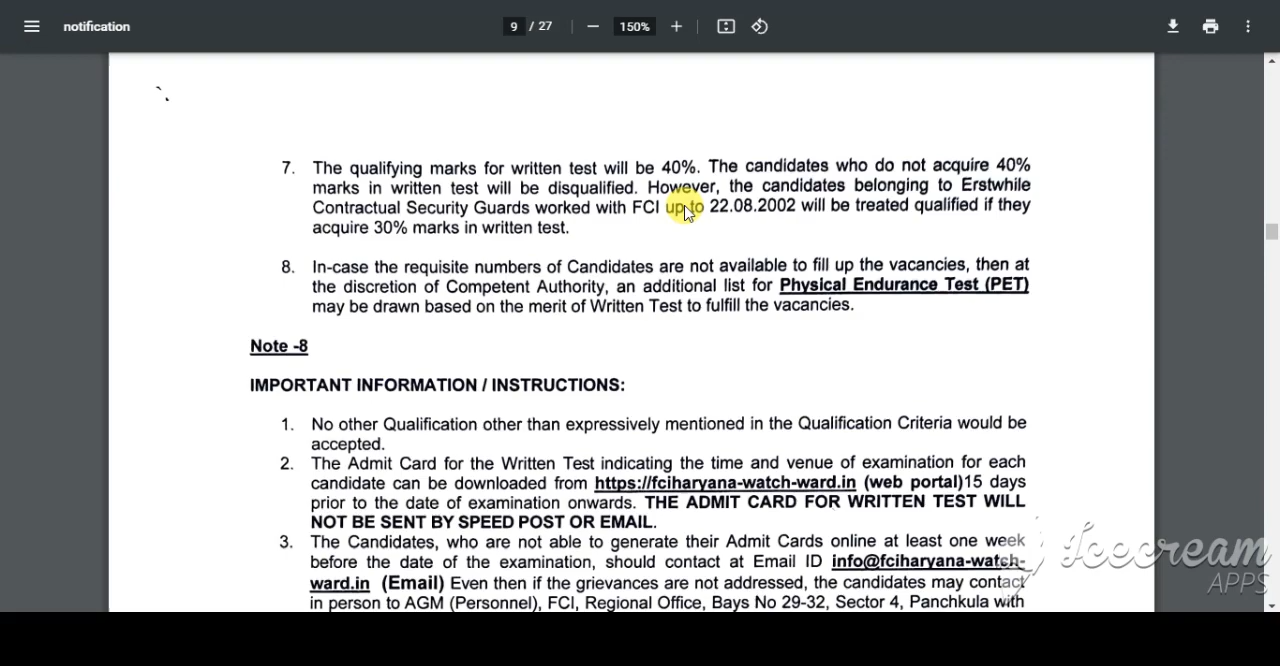 notification
9 / 27
150%
7. The qualifying marks for written test will be 40%. The candidates who do not acquire 40%
marks in written test will be disqualified. However, the candidates belonging to Erstwhile
Contractual Security Guards worked with FCI up to 22.08.2002 will be treated qualified if they
acquire 30% marks in written test.
8. In-case the requisite numbers of Candidates are not available to fill up the vacancies, then at
the discretion of Competent Authority, an additional list for Physical Endurance Test (PET)
may be drawn based on the merit of Written Test to fulfill the vacancies.
Note -8
IMPORTANT INFORMATION / INSTRUCTIONS:
1. No other Qualification other than expressively mentioned in the Qualification Criteria would be
accepted.
2. The Admit Card for the Written Test indicating the time and venue of examination for each
candidate can be downloaded from https://fciharyana-watch-ward.in (web portal)15 days
prior to the date of examination onwards. THE ADMIT CARD FOR WRITTEN TEST WILL
NOT BE SENT BY SPEED POST OR EMAIL.
3. The Candidates, who are not able to generate their Admit Cards online at least one week
before the date of the examination, should contact at Email ID info@fciharyana-watch-
ward.in (Email) Even then if the grievances are not addressed, the candidates may contact
in person to AGM (Personnel), FCI, Regional Office, Bays No 29-32, Sector 4, Panchkula with
Icecream
APPS